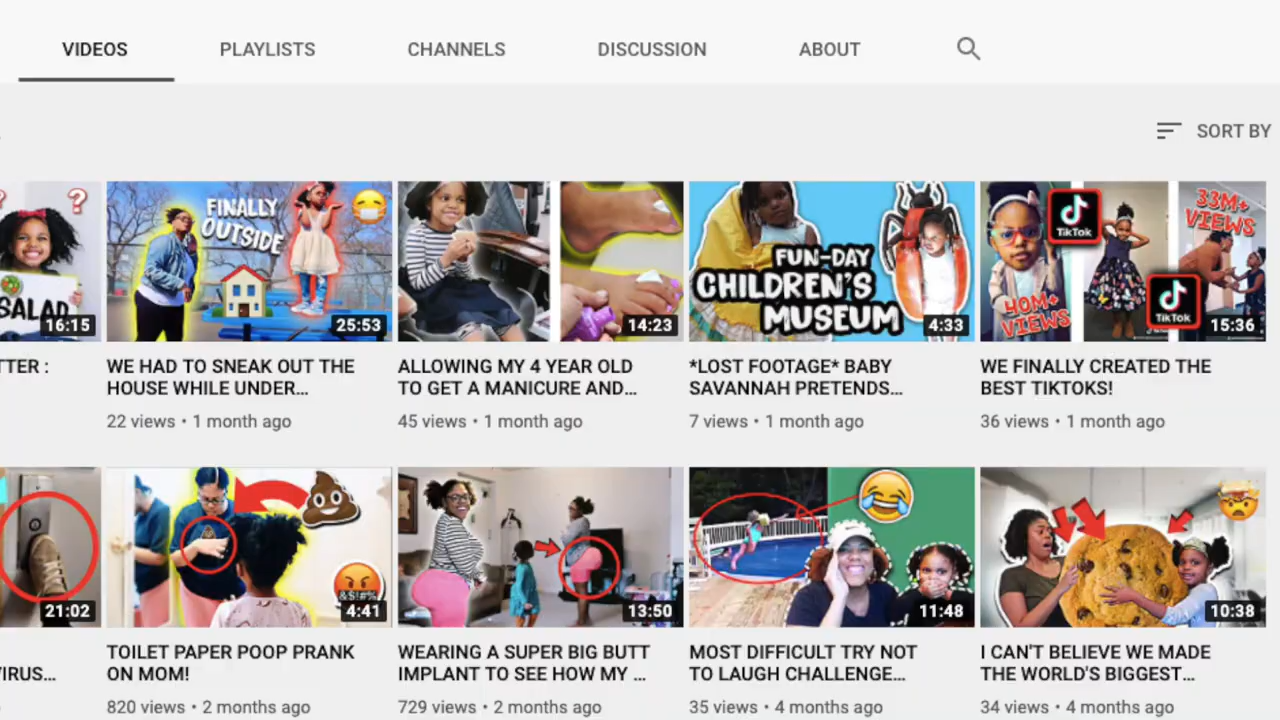 VIDEOS PLAYLISTS CHANNELS DISCUSSION ABOUT
SORT BY
?
?
SALAD
16:15
FINALLY
OUTSIDE
25:53
14:23
FUN-DAY
CHILDREN'S
MUSEUM
4:33
TikTok
40M+
VIEWS
TikTok
33M+
VIEWS
15:36
TTER :
WE HAD TO SNEAK OUT THE
HOUSE WHILE UNDER...
22 views • 1 month ago
ALLOWING MY 4 YEAR OLD
TO GET A MANICURE AND...
45 views • 1 month ago
*LOST FOOTAGE* BABY
SAVANNAH PRETENDS...
7 views • 1 month ago
WE FINALLY CREATED THE
BEST TIKTOKS!
36 views • 1 month ago
21:02
&$!#%
4:41
13:50
11:48
10:38
IRUS...
TOILET PAPER POOP PRANK
ON MOM!
820 views • 2 months ago
WEARING A SUPER BIG BUTT
IMPLANT TO SEE HOW MY ...
729 views • 2 months ago
MOST DIFFICULT TRY NOT
TO LAUGH CHALLENGE...
35 views • 4 months ago
I CAN'T BELIEVE WE MADE
THE WORLD'S BIGGEST...
34 views • 4 months ago